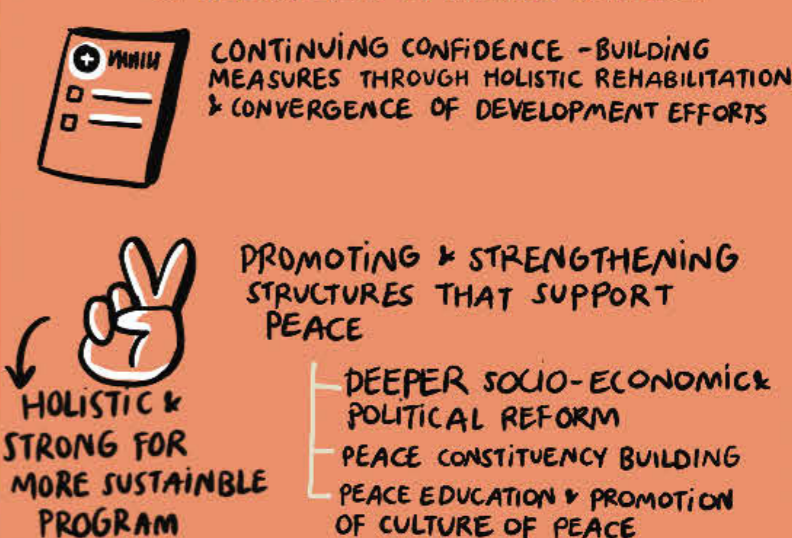 CONTINUING CONFIDENCE - BUILDING
MEASURES THROUGH HOLISTIC REHABILITATION
& CONVERGENCE OF DEVELOPMENT EFFORTS
PROMOTING & STRENGTHENING
STRUCTURES THAT SUPPORT
PEACE
DEEPER SOCIO-ECONOMIC &
POLITICAL REFORM
PEACE CONSTITUENCY BUILDING
PEACE EDUCATION & PROMOTION
OF CULTURE OF PEACE
HOLISTIC &
STRONG FOR
MORE SUSTAINBLE
PROGRAM